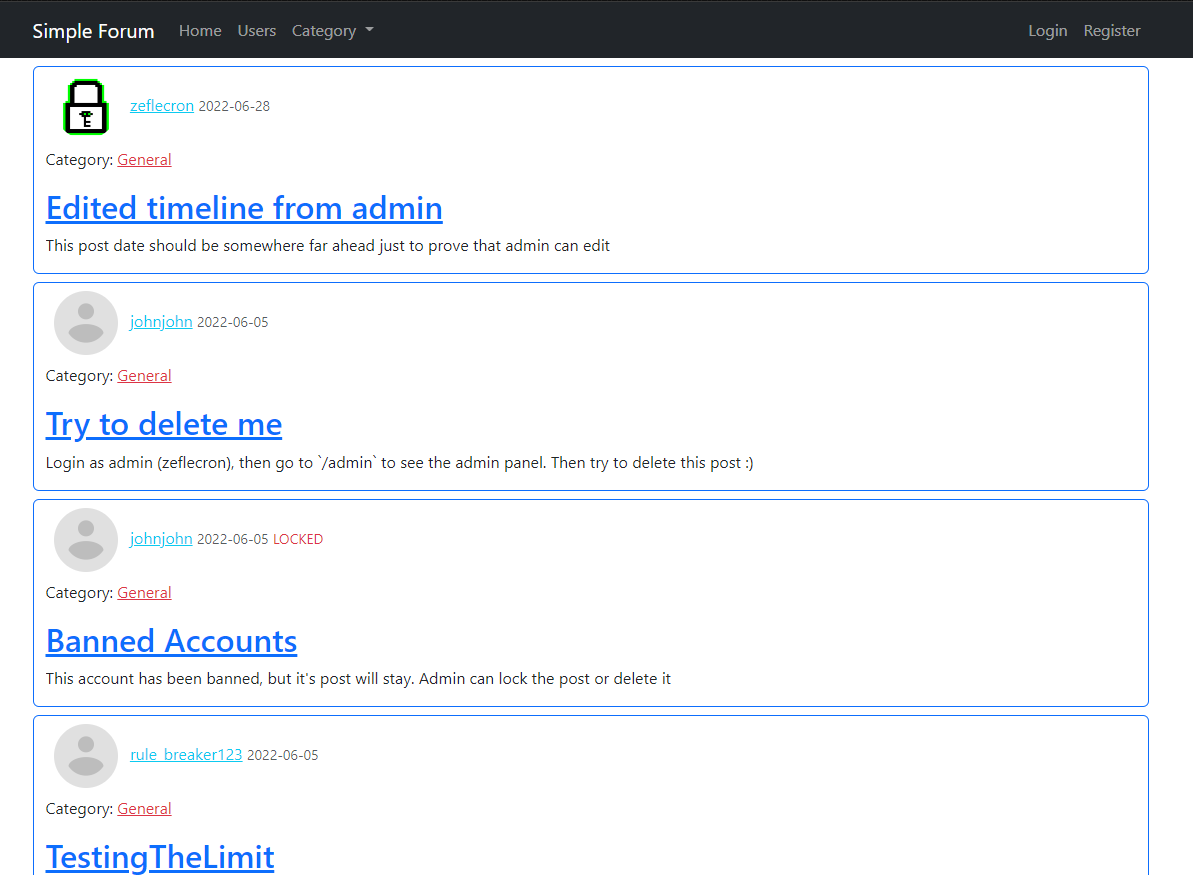 Simple Forum Home Users Category Login Register
zeflecron 2022-06-28
Category: General
Edited timeline from admin
This post date should be somewhere far ahead just to prove that admin can edit
johnjohn 2022-06-05
Category: General
Try to delete me
Login as admin (zeflecron), then go to `/admin` to see the admin panel. Then try to delete this post :)
johnjohn 2022-06-05 LOCKED
Category: General
Banned Accounts
This account has been banned, but it's post will stay. Admin can lock the post or delete it
rule_breaker123 2022-06-05
Category: General
TestingTheLimit